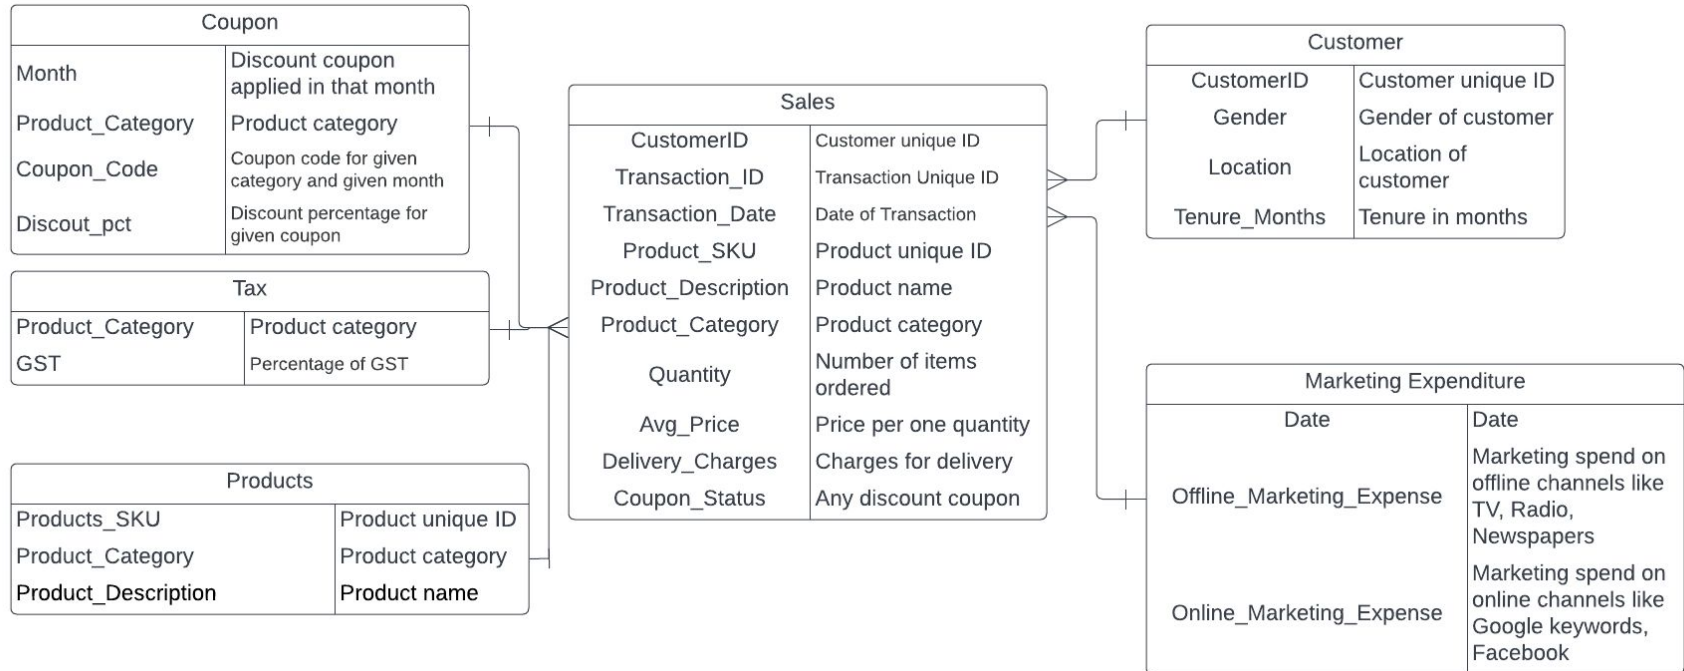 Coupon
Month
Discount coupon
applied in that month
Product_Category
Product category
Coupon_Code
Coupon code for given
category and given month
Discout_pct
Discount percentage for
given coupon
Tax
Product_Category
Product category
GST
Percentage of GST
Products
Products_SKU
Product unique ID
Product_Category
Product category
Product_Description
Product name
Sales
CustomerID
Customer unique ID
Transaction_ID
Transaction Unique ID
Transaction_Date
Date of Transaction
Product_SKU
Product unique ID
Product_Description
Product name
Product_Category
Product category
Quantity
Number of items
ordered
Avg_Price
Price per one quantity
Delivery_Charges
Charges for delivery
Coupon_Status
Any discount coupon
Customer
CustomerID
Customer unique ID
Gender
Gender of customer
Location
Location of
customer
Tenure_Months
Tenure in months
Marketing Expenditure
Date
Date
Offline_Marketing_Expense
Marketing spend on
offline channels like
TV, Radio,
Newspapers
Online_Marketing_Expense
Marketing spend on
online channels like
Google keywords,
Facebook